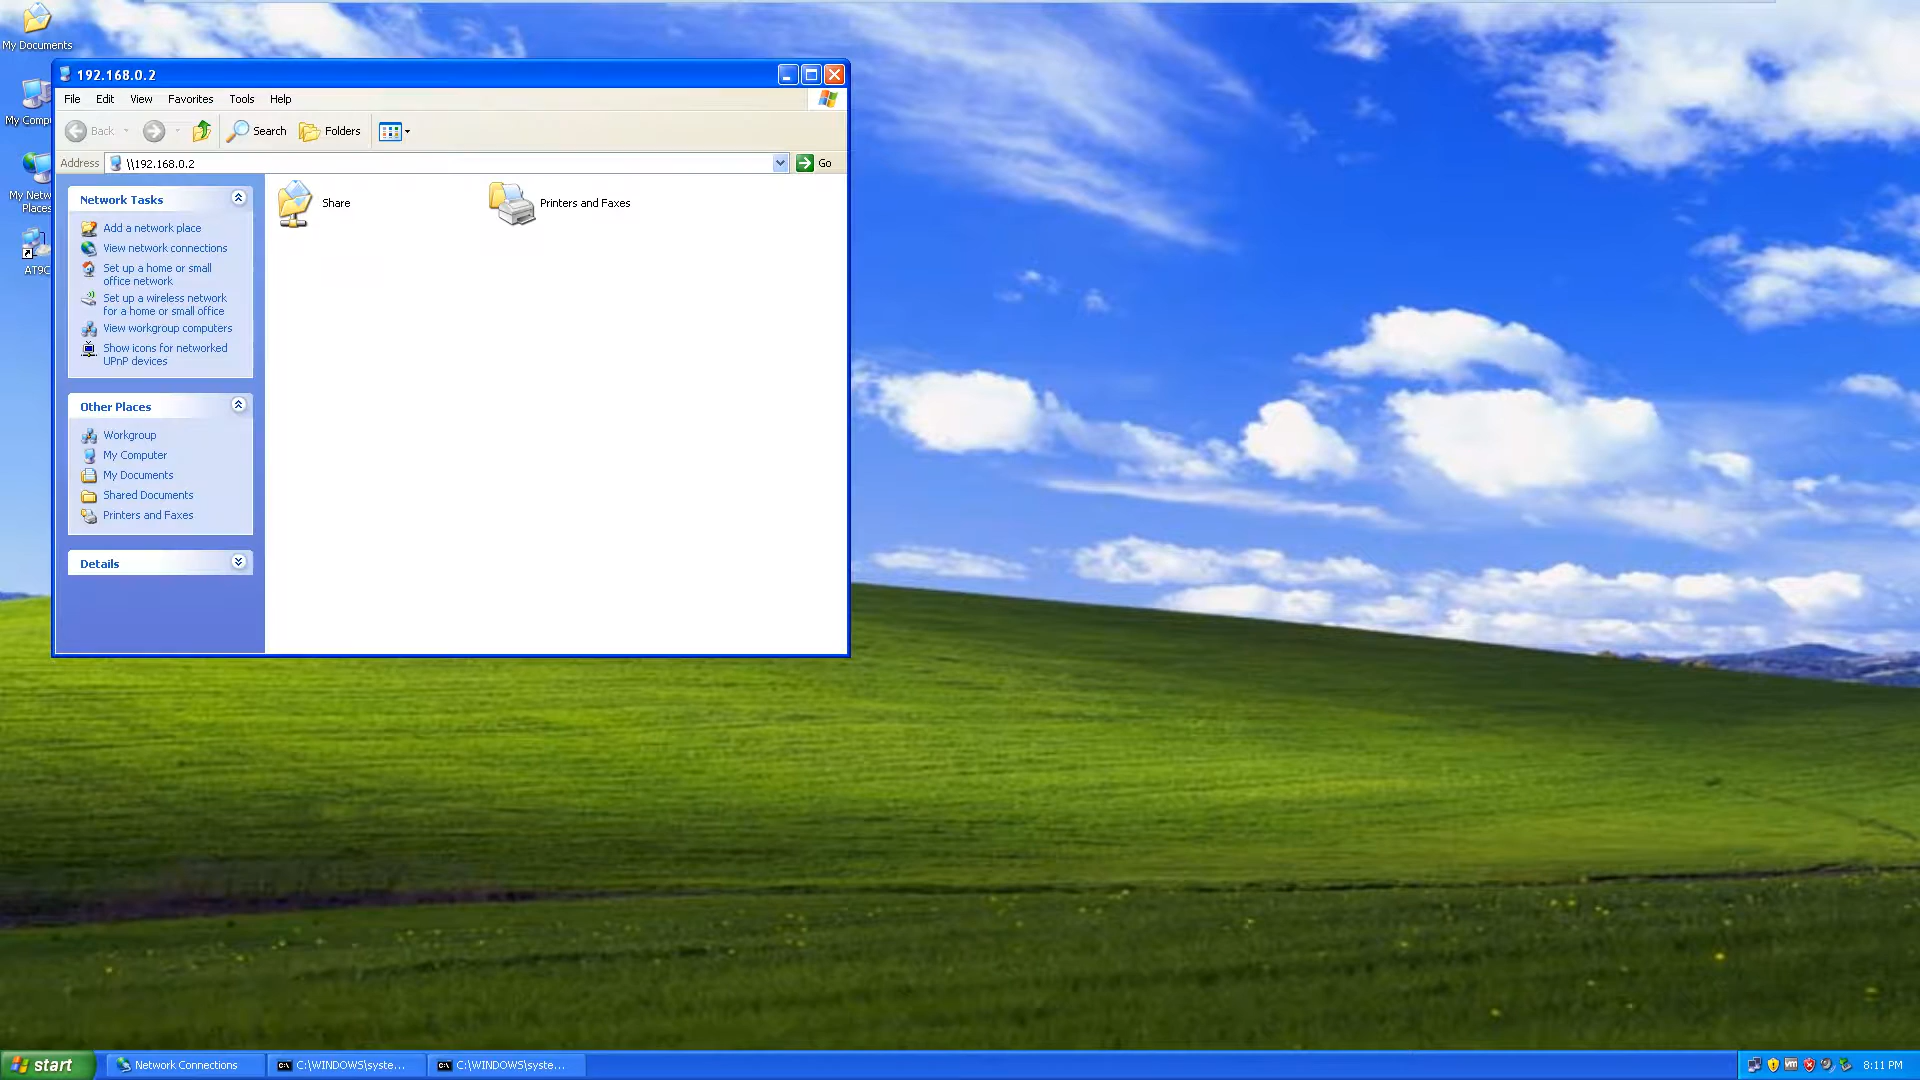 My Documents
My Comp
My Netw
Places
AT9C
192.168.0.2
File Edit View Favorites Tools Help
Back Search Folders
Address \\192.168.0.2 Go
Network Tasks
Add a network place
View network connections
Set up a home or small
office network
Set up a wireless network
for a home or small office
View workgroup computers
Show icons for networked
UPnP devices
Other Places
Workgroup
My Computer
My Documents
Shared Documents
Printers and Faxes
Details
Share
Printers and Faxes
start
Network Connections
C:\WINDOWS\syste...
C:\WINDOWS\syste...
8:11 PM